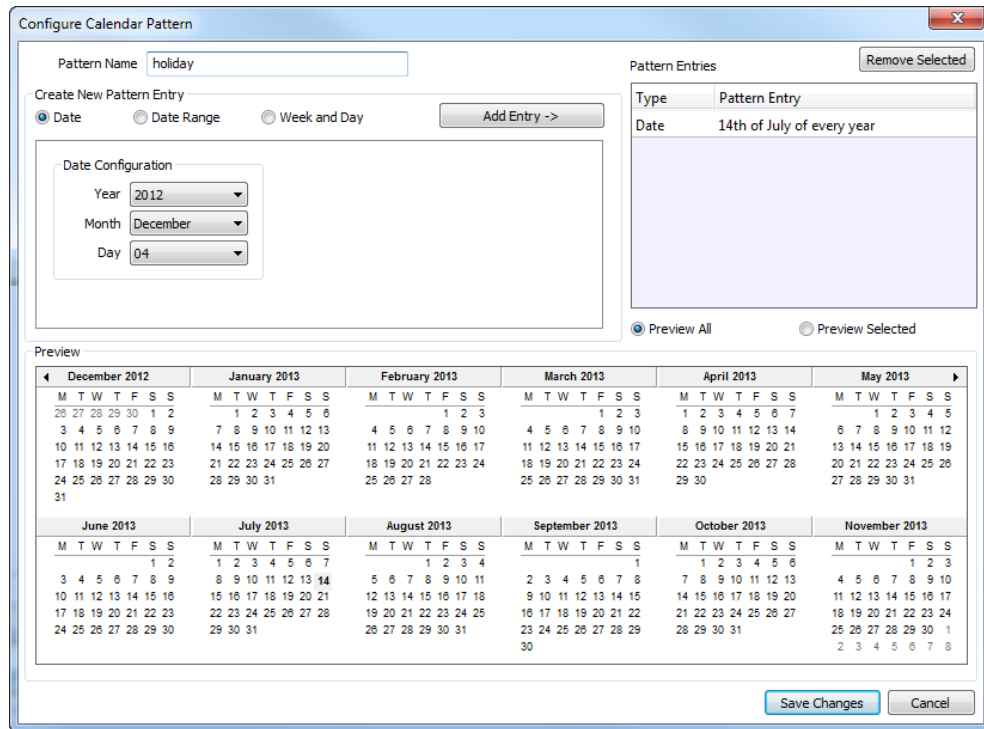 Configure Calendar Pattern
Pattern Name holiday
Pattern Entries
Remove Selected
Create New Pattern Entry
Date Date Range Week and Day Add Entry ->
Type Pattern Entry
Date 14th of July of every year
Date Configuration
Year 2012
Month December
Day 04
Preview All Preview Selected
Preview
December 2012 January 2013 February 2013 March 2013 April 2013 May 2013
M T W T F S S M T W T F S S M T W T F S S M T W T F S S M T W T F S S M T W T F S S
26 27 28 29 30 1 2 1 2 3 4 5 6 1 2 3 1 2 3 1 2 3 4 5 6 7 1 2 3 4 5
3 4 5 6 7 8 9 7 8 9 10 11 12 13 4 5 6 7 8 9 10 4 5 6 7 8 9 10 8 9 10 11 12 13 14 6 7 8 9 10 11 12
10 11 12 13 14 15 16 14 15 16 17 18 19 20 11 12 13 14 15 16 17 11 12 13 14 15 16 17 15 16 17 18 19 20 21 13 14 15 16 17 18 19
17 18 19 20 21 22 23 21 22 23 24 25 26 27 18 19 20 21 22 23 24 18 19 20 21 22 23 24 22 23 24 25 26 27 28 20 21 22 23 24 25 26
24 25 26 27 28 29 30 28 29 30 31 25 26 27 28 25 26 27 28 29 30 31 29 30 27 28 29 30 31
31
June 2013 July 2013 August 2013 September 2013 October 2013 November 2013
M T W T F S S M T W T F S S M T W T F S S M T W T F S S M T W T F S S M T W T F S S
1 2 1 2 3 4 5 6 7 1 2 3 4 1 1 2 3 4 5 6 1 2 3
3 4 5 6 7 8 9 8 9 10 11 12 13 14 5 6 7 8 9 10 11 2 3 4 5 6 7 8 7 8 9 10 11 12 13 4 5 6 7 8 9 10
10 11 12 13 14 15 16 15 16 17 18 19 20 21 12 13 14 15 16 17 18 9 10 11 12 13 14 15 14 15 16 17 18 19 20 11 12 13 14 15 16 17
17 18 19 20 21 22 23 22 23 24 25 26 27 28 19 20 21 22 23 24 25 16 17 18 19 20 21 22 21 22 23 24 25 26 27 18 19 20 21 22 23 24
24 25 26 27 28 29 30 29 30 31 26 27 28 29 30 31 23 24 25 26 27 28 29 28 29 30 31 25 26 27 28 29 30 1
30 2 3 4 5 6 7 8
Save Changes Cancel